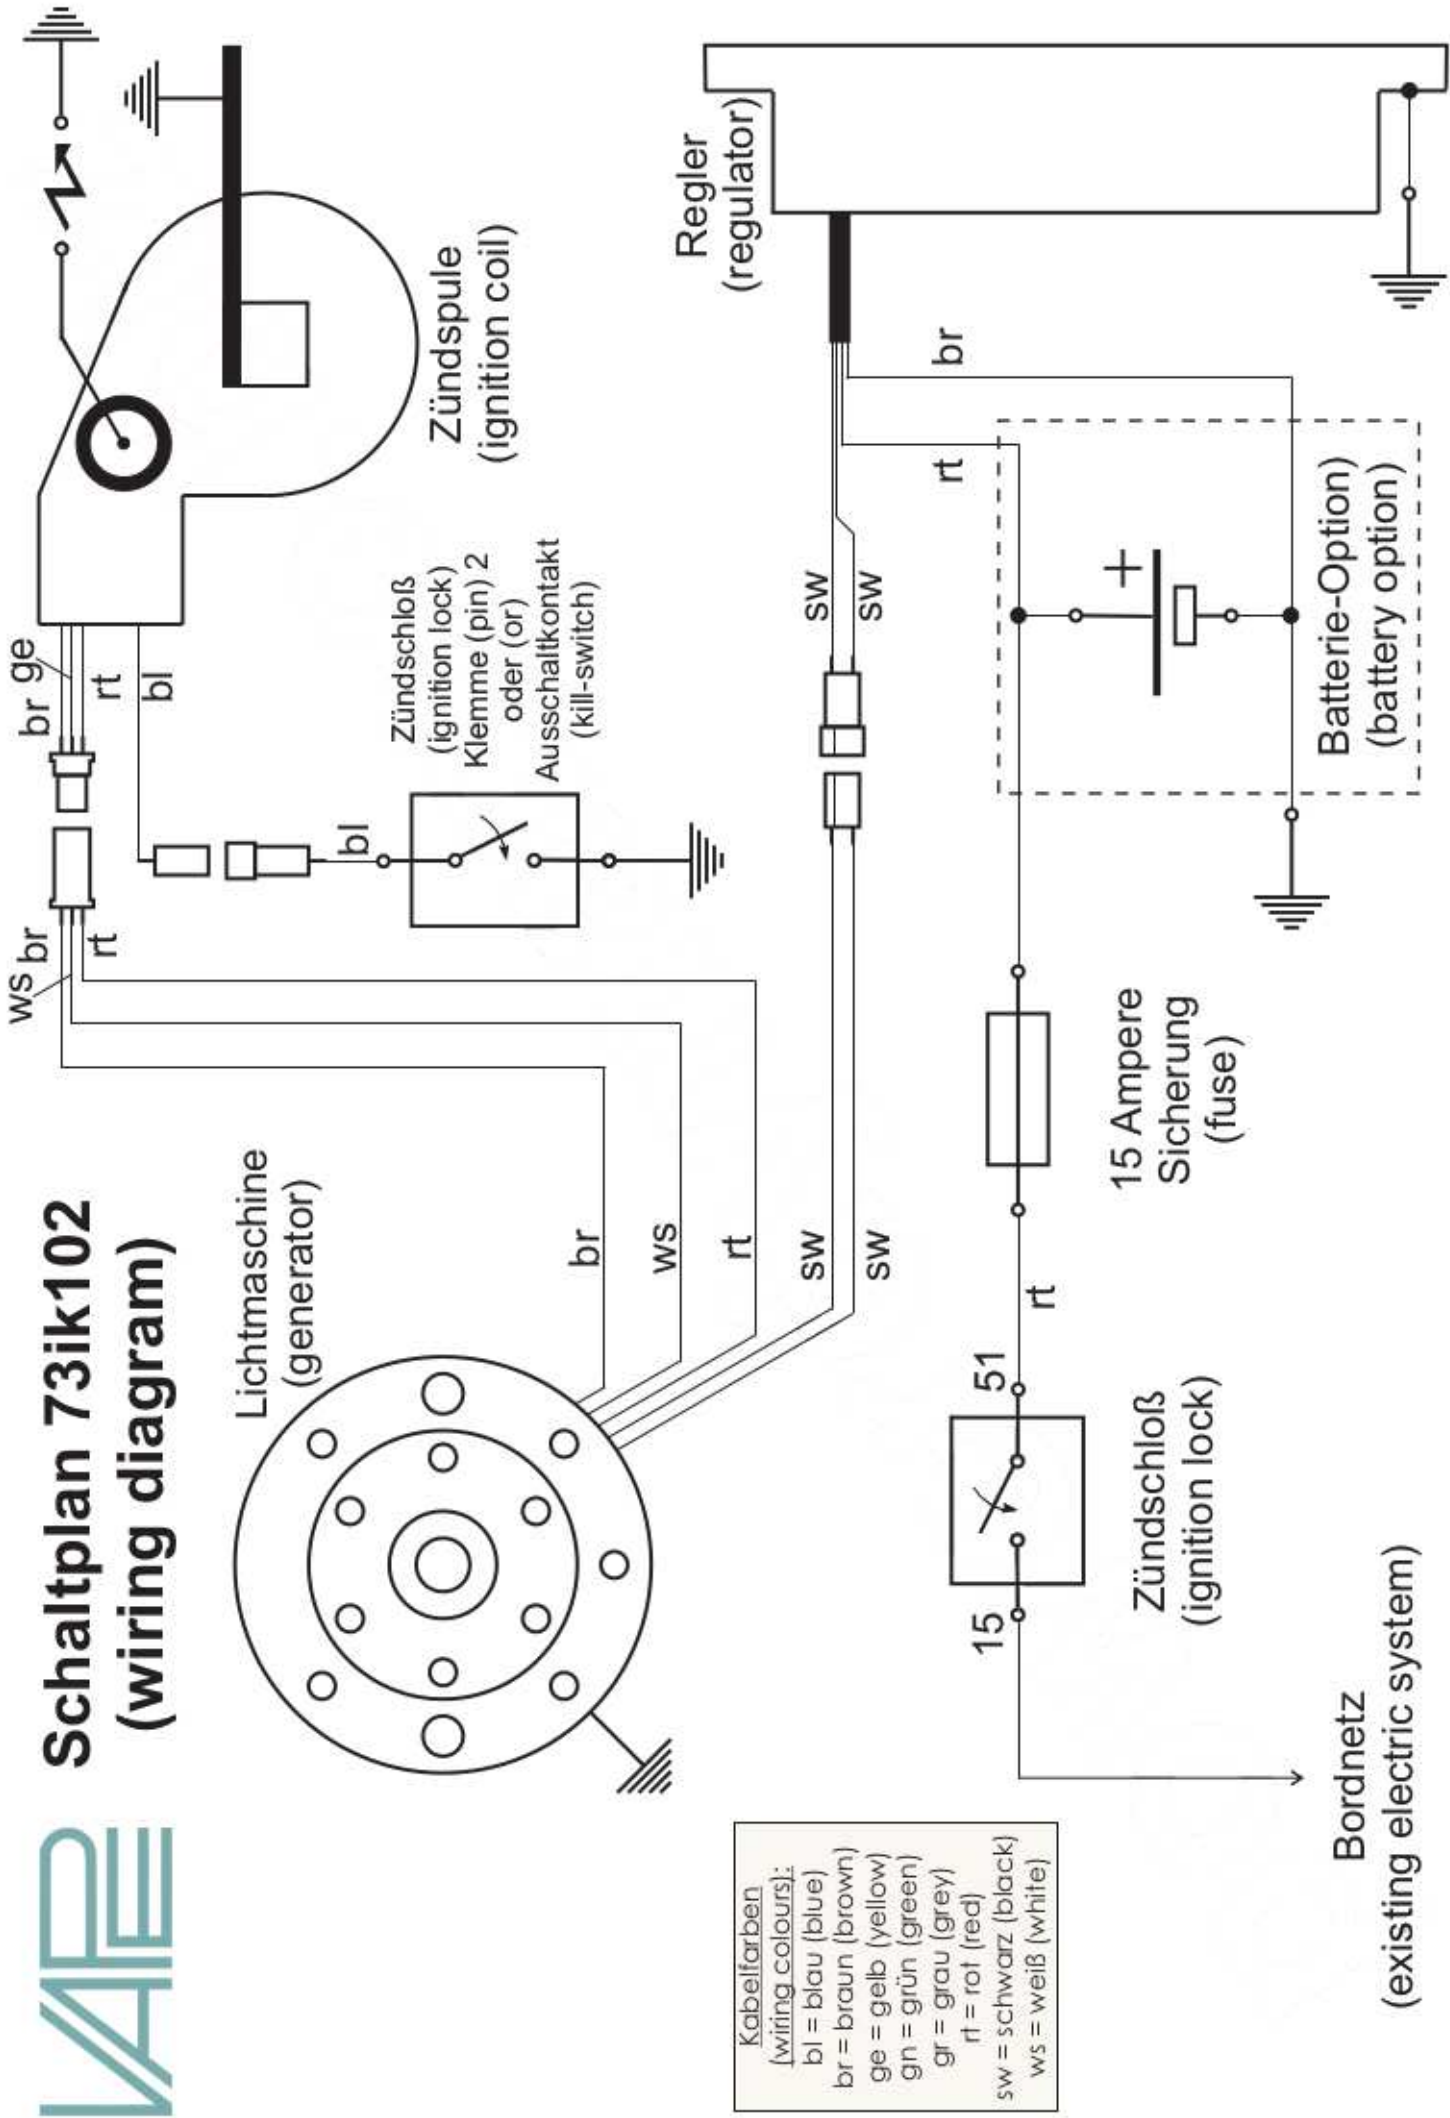 VAPE
Schaltplan 73ik102
(wiring diagram)
Lichtmaschine
(generator)
br
ws
rt
sw
sw
ws
br
rt
br
ge
rt
bl
bl
Zündschloß
(ignition lock)
Klemme (pin) 2
oder (or)
Ausschaltkontakt
(kill-switch)
Zündspule
(ignition coil)
Regler
(regulator)
sw
sw
rt
br
+
Batterie-Option)
(battery option)
15 Ampere
Sicherung
(fuse)
rt
51
15
Zündschloß
(ignition lock)
Bordnetz
(existing electric system)
Kabelfarben
(wiring colours):
bl = blau (blue)
br = braun (brown)
ge = gelb (yellow)
gn = grün (green)
gr = grau (grey)
rt = rot (red)
sw = schwarz (black)
ws = weiß (white)